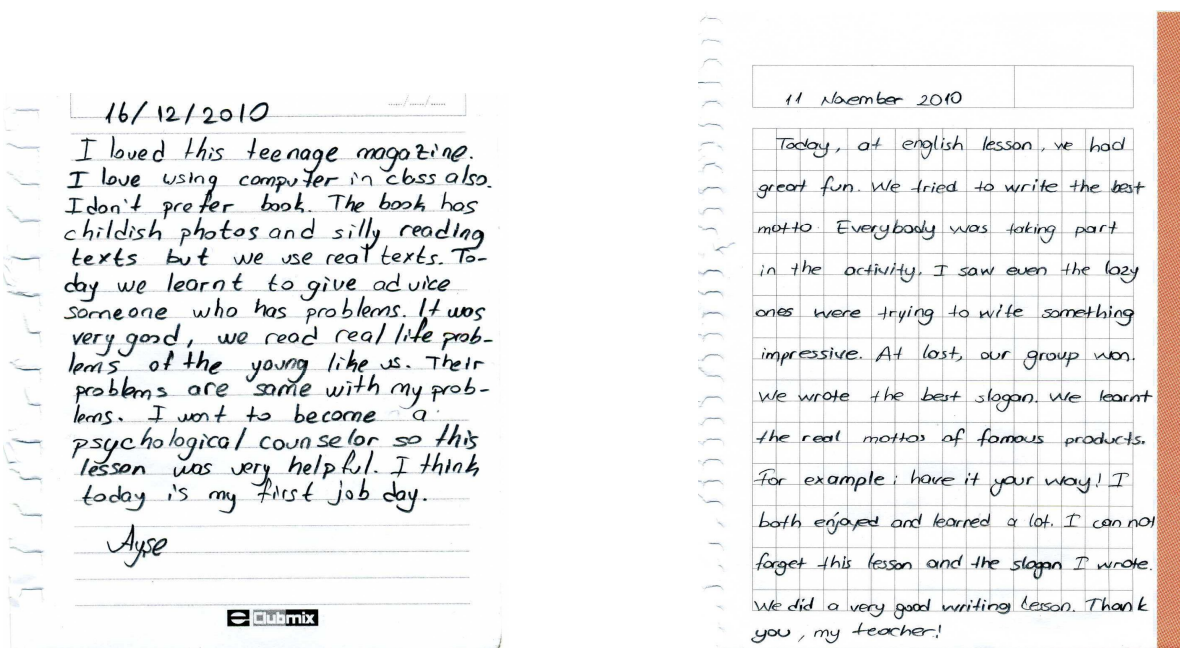 16/12/2010
I loved this teenage magazine.
I love using computer in class also.
I don't prefer book. The book has
childish photos and silly reading
texts but we use real texts. To-
day we learnt to give advice
someone who has problems. It was
very good, we read real life prob-
lems of the young like us. Their
problems are same with my prob-
lems. I want to become a
psychological counselor so this
lesson was very helpful. I think
today is my first job day.
Ayse
Clubmix
11 November 2010
Today, at english lesson, we had
great fun. We tried to write the best
motto. Everybody was taking part
in the activity. I saw even the lazy
ones were trying to write something
impressive. At last, our group won.
We wrote the best slogan. We learnt
the real mottos of famous products.
For example; have it your way! I
both enjoyed and learned a lot. I can not
forget this lesson and the slogan I wrote.
We did a very good writing lesson. Thank
you, my teacher!